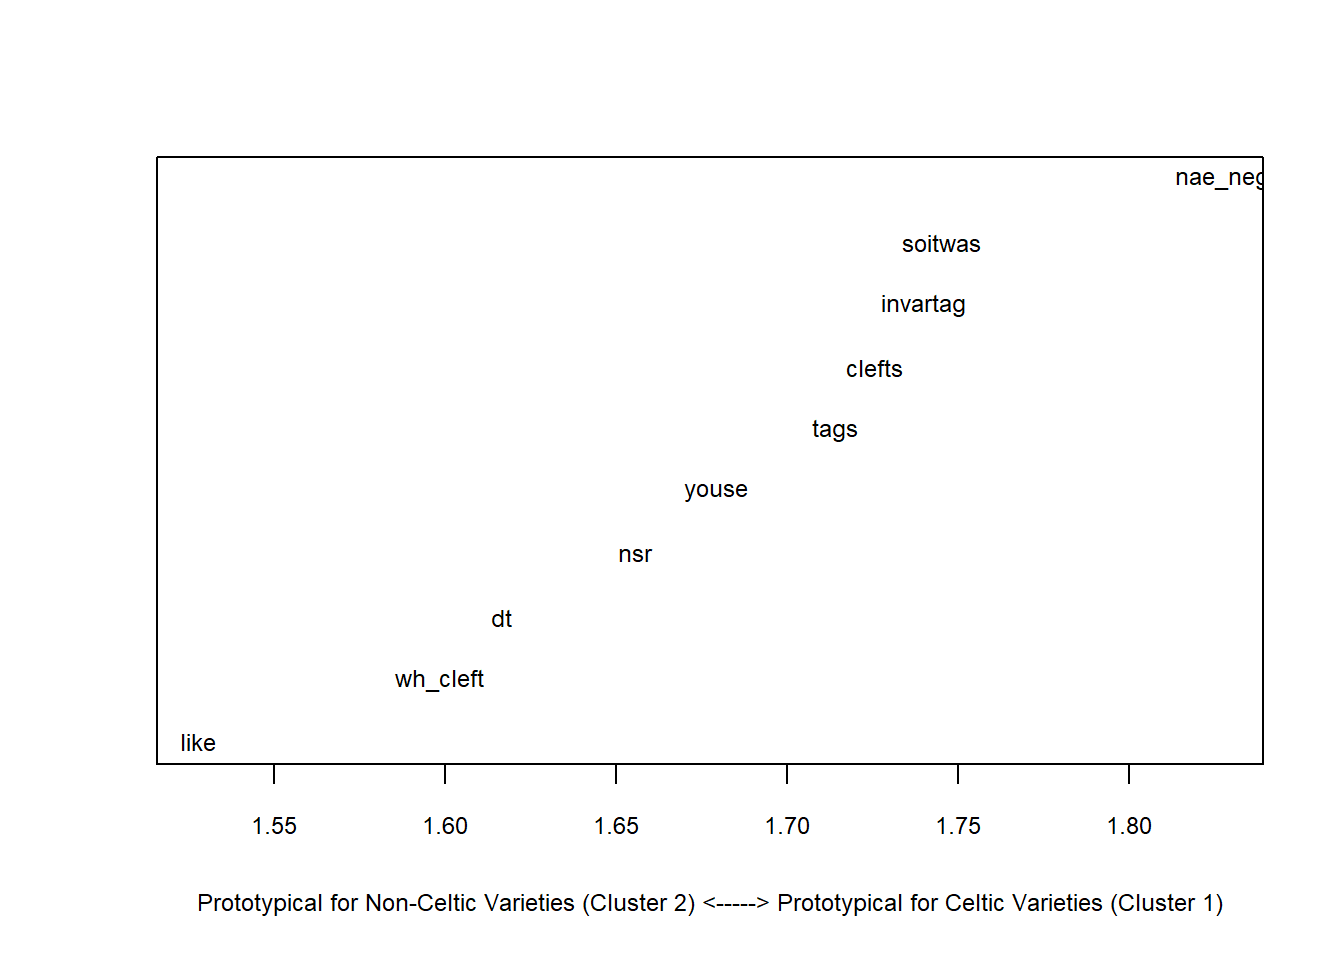 nae_neg
soitwas
invartag
clefts
tags
youse
nsr
dt
wh_cleft
like
1.55 1.60 1.65 1.70 1.75 1.80
Prototypical for Non-Celtic Varieties (Cluster 2) <-----> Prototypical for Celtic Varieties (Cluster 1)